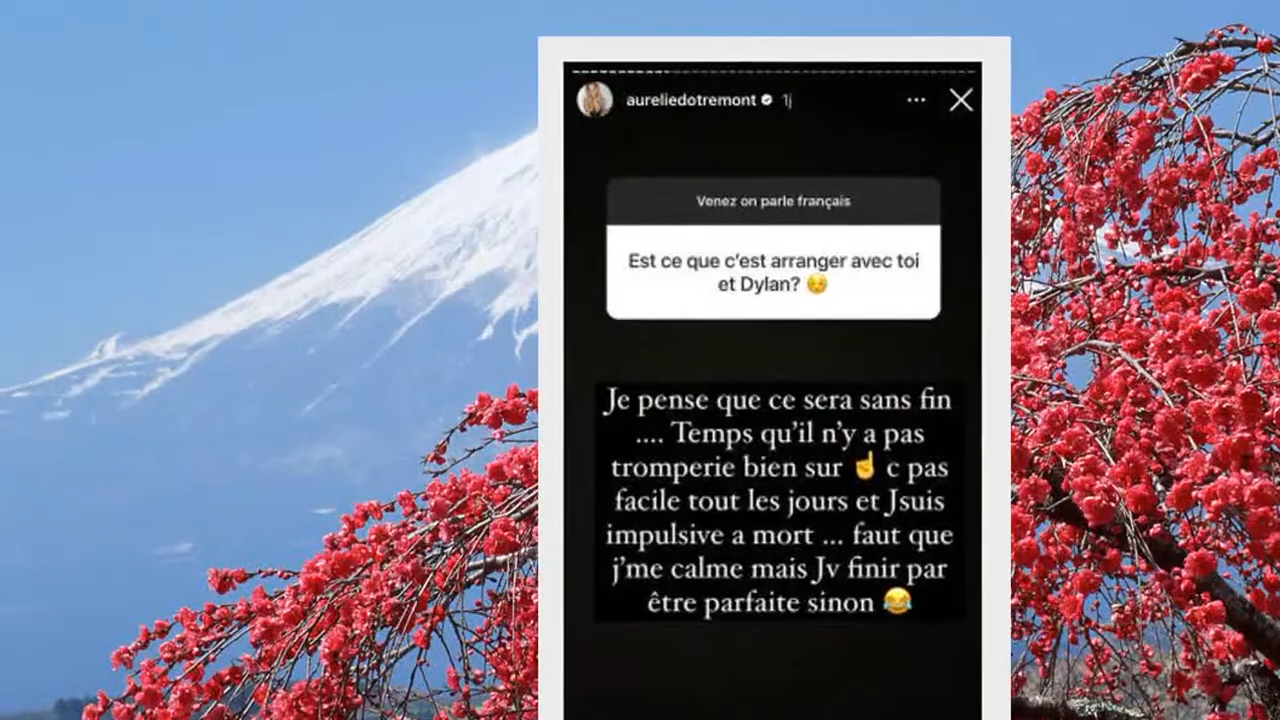 aureliedotremont 1j
Venez on parle français
Est ce que c'est arranger avec toi
et Dylan? ☺️
Je pense que ce sera sans fin
.... Temps qu'il n'y a pas
tromperie bien sur ☝️ c pas
facile tout les jours et Jsuis
impulsive a mort ... faut que
j'me calme mais Jv finir par
être parfaite sinon 😂